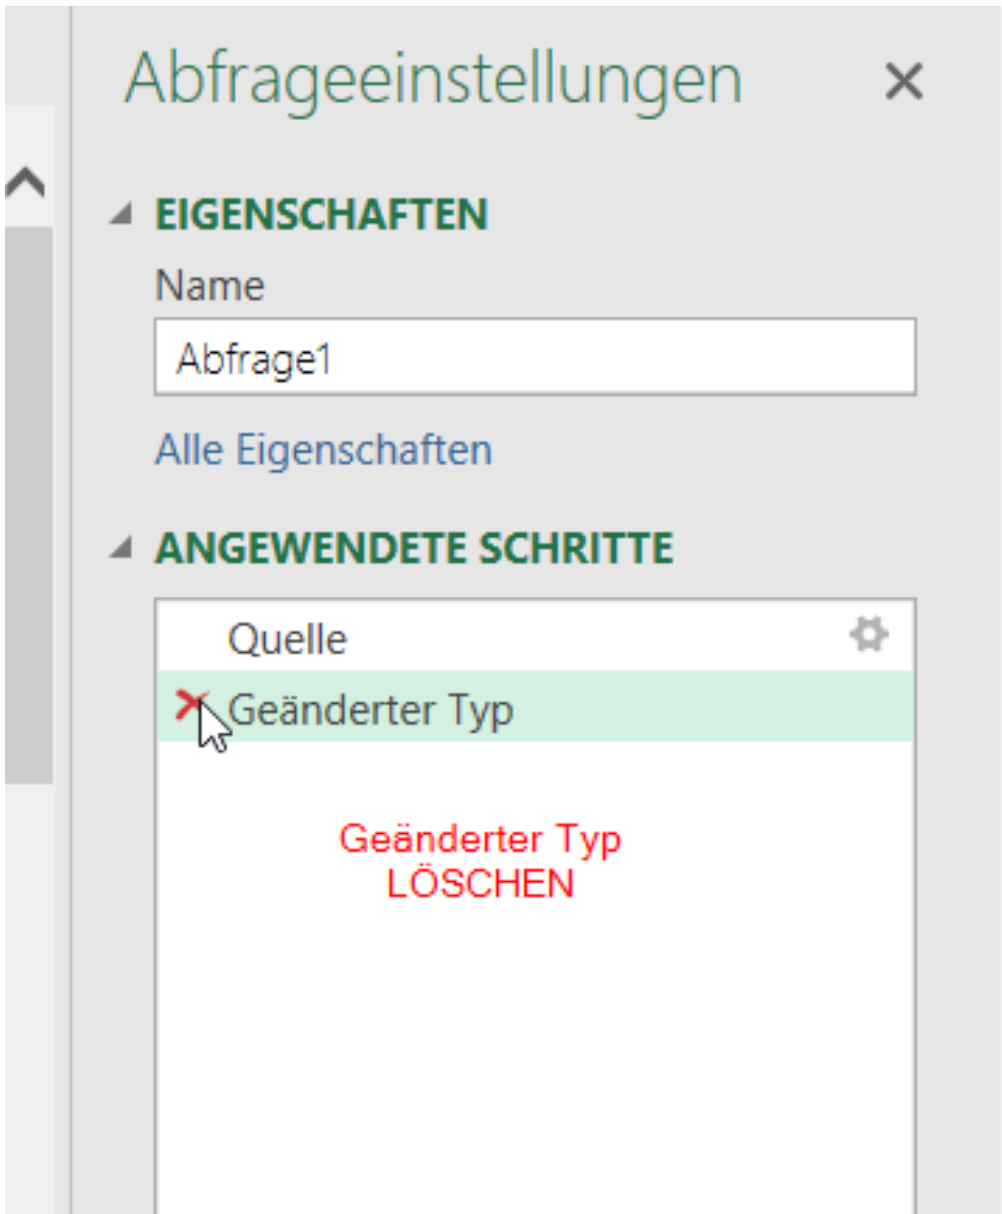 Abfrageeinstellungen
EIGENSCHAFTEN
Name
Abfrage1
Alle Eigenschaften
ANGEWENDETE SCHRITTE
Quelle
Geänderter Typ
Geänderter Typ
LÖSCHEN